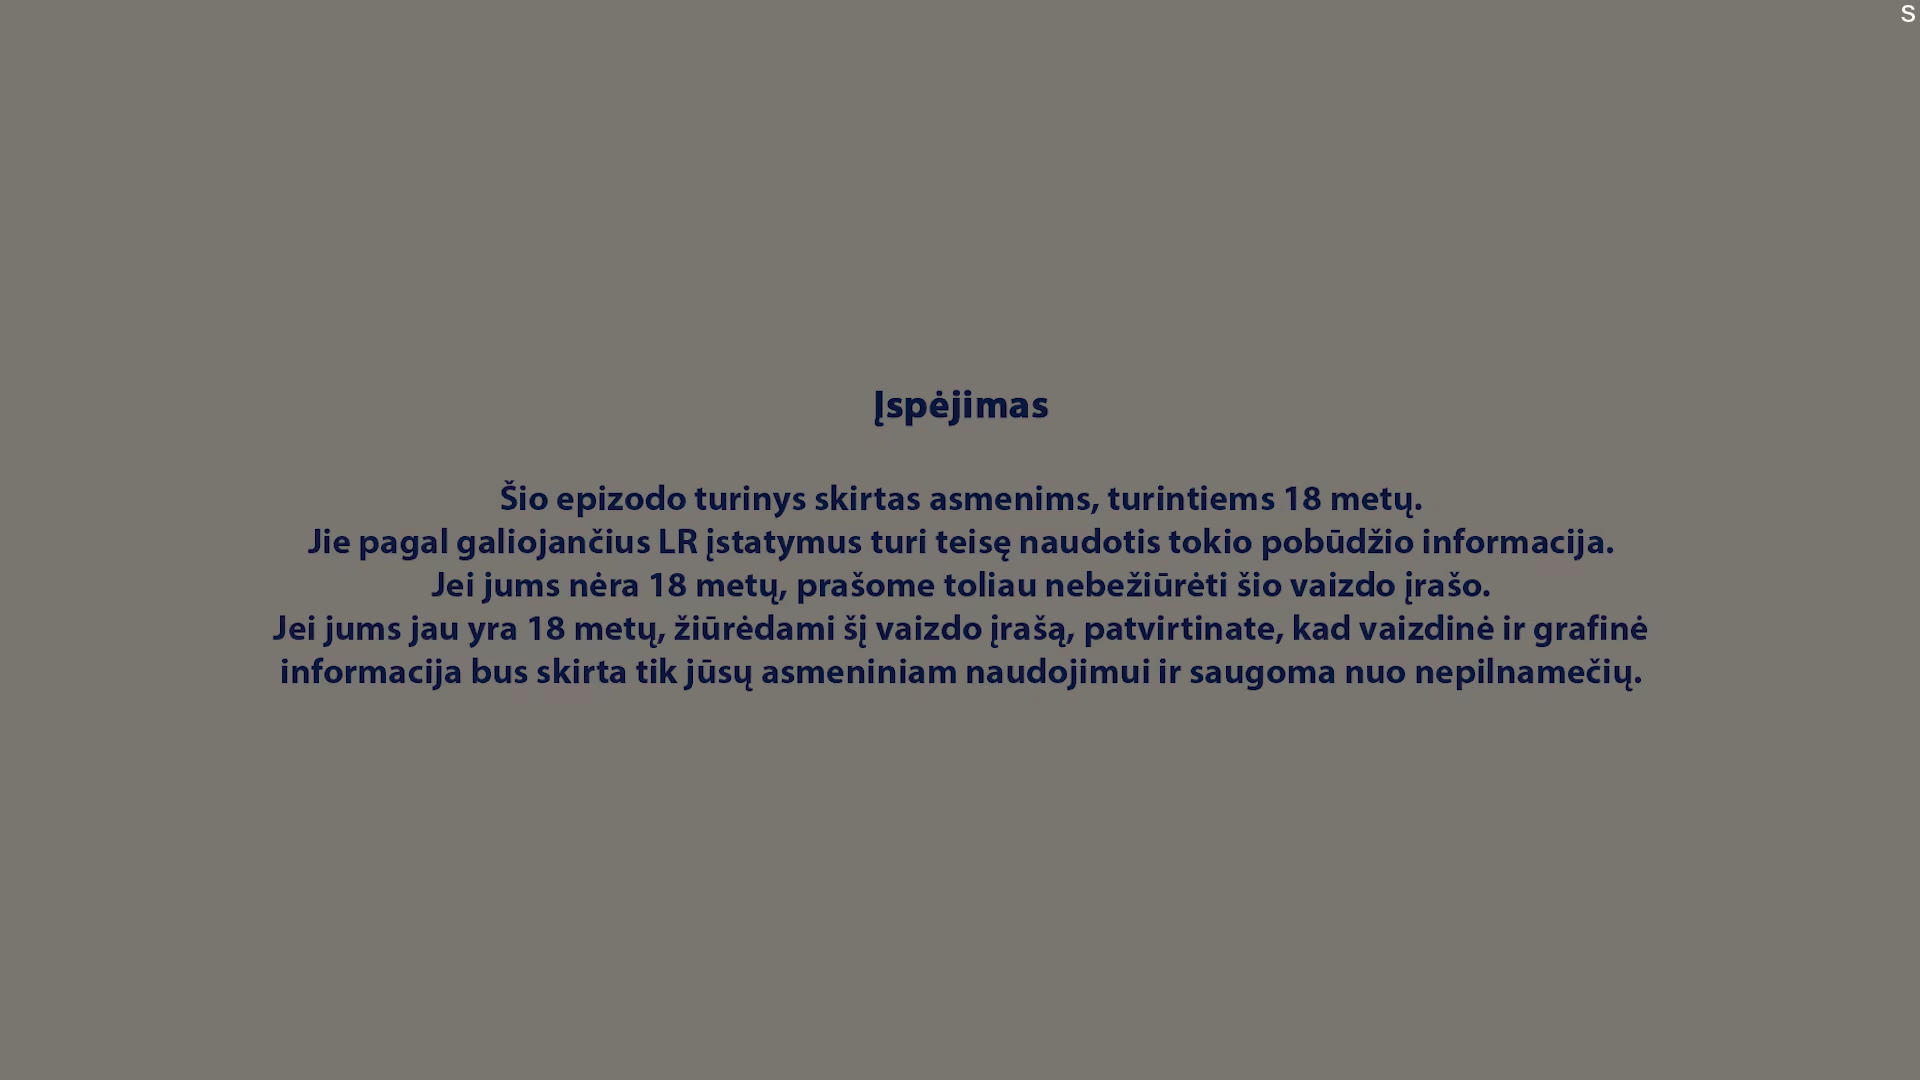 S
Įspėjimas
Šio epizodo turinys skirtas asmenims, turintiems 18 metų.
Jie pagal galiojančius LR įstatymus turi teisę naudotis tokio pobūdžio informacija.
Jei jums nėra 18 metų, prašome toliau nebežiūrėti šio vaizdo įrašo.
Jei jums jau yra 18 metų, žiūrėdami šį vaizdo įrašą, patvirtinate, kad vaizdinė ir grafinė
informacija bus skirta tik jūsų asmeniniam naudojimui ir saugoma nuo nepilnamečių.